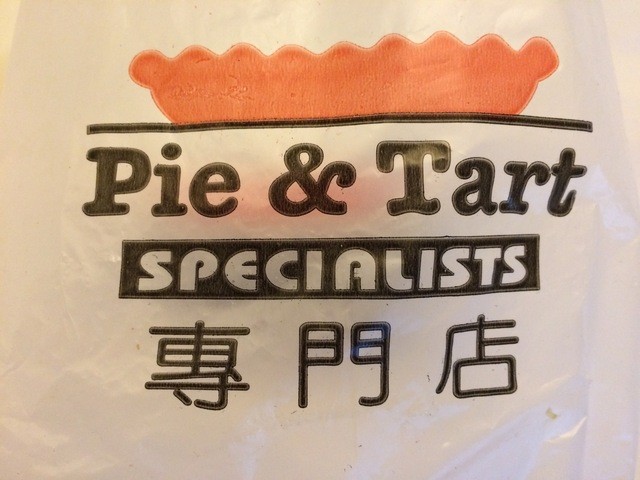 Pie & Tart
SPECIALISTS
專門店